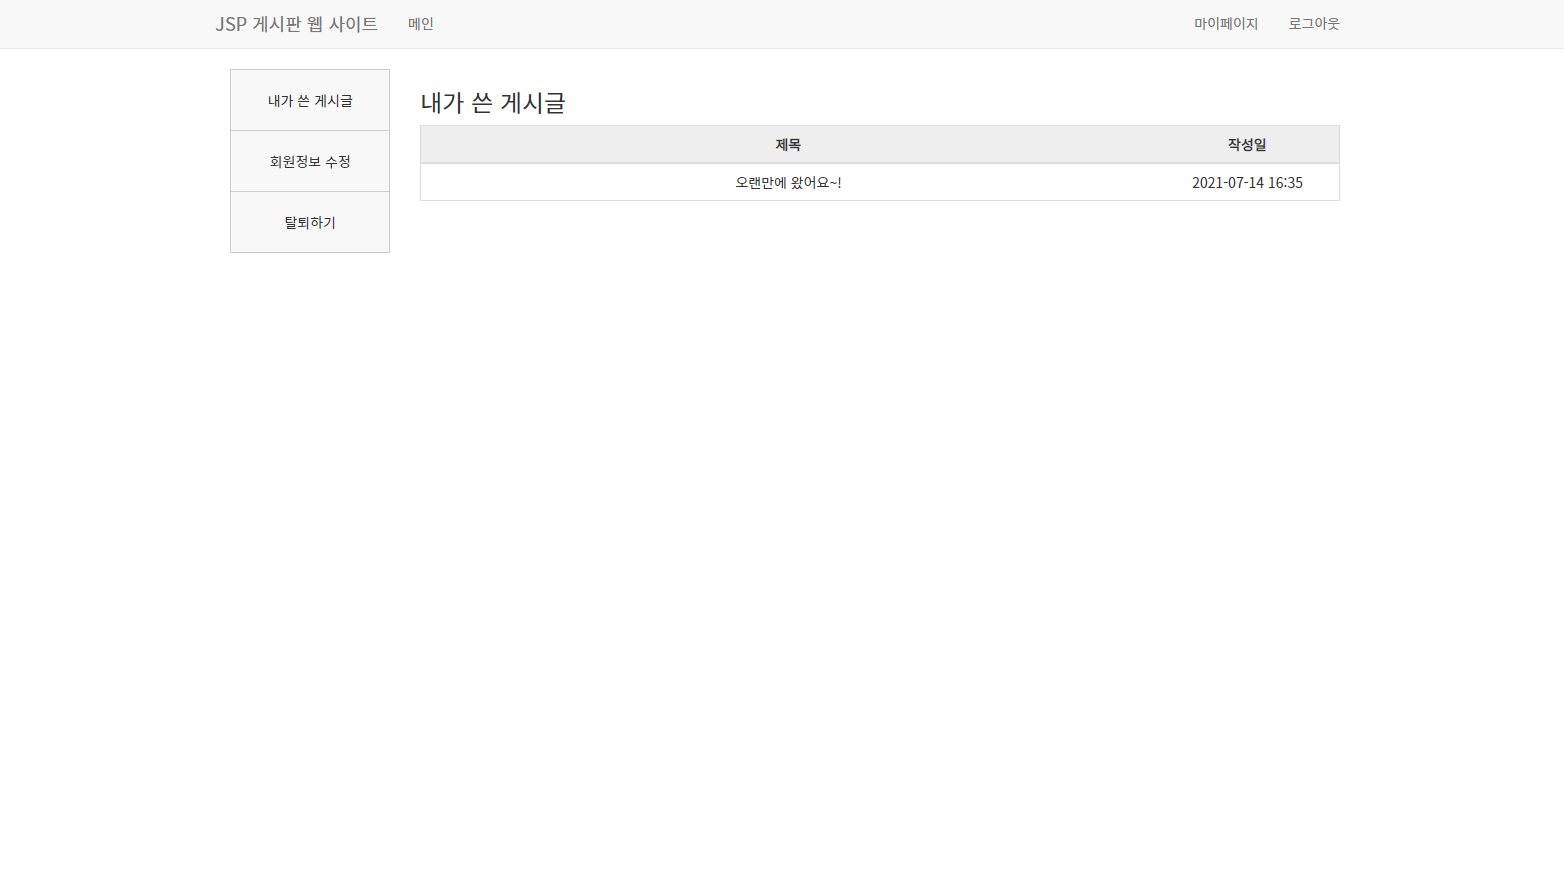 JSP 게시판 웹 사이트 메인 마이페이지 로그아웃
내가 쓴 게시글
회원정보 수정
탈퇴하기
내가 쓴 게시글
제목 작성일
오랜만에 왔어요~! 2021-07-14 16:35